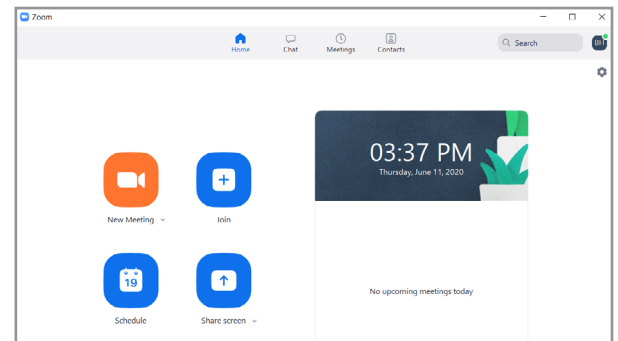 Zoom
Home Chat Meetings Contacts
Search
03:37 PM
Thursday, June 11, 2020
New Meeting Join
19
Schedule Share screen
No upcoming meetings today